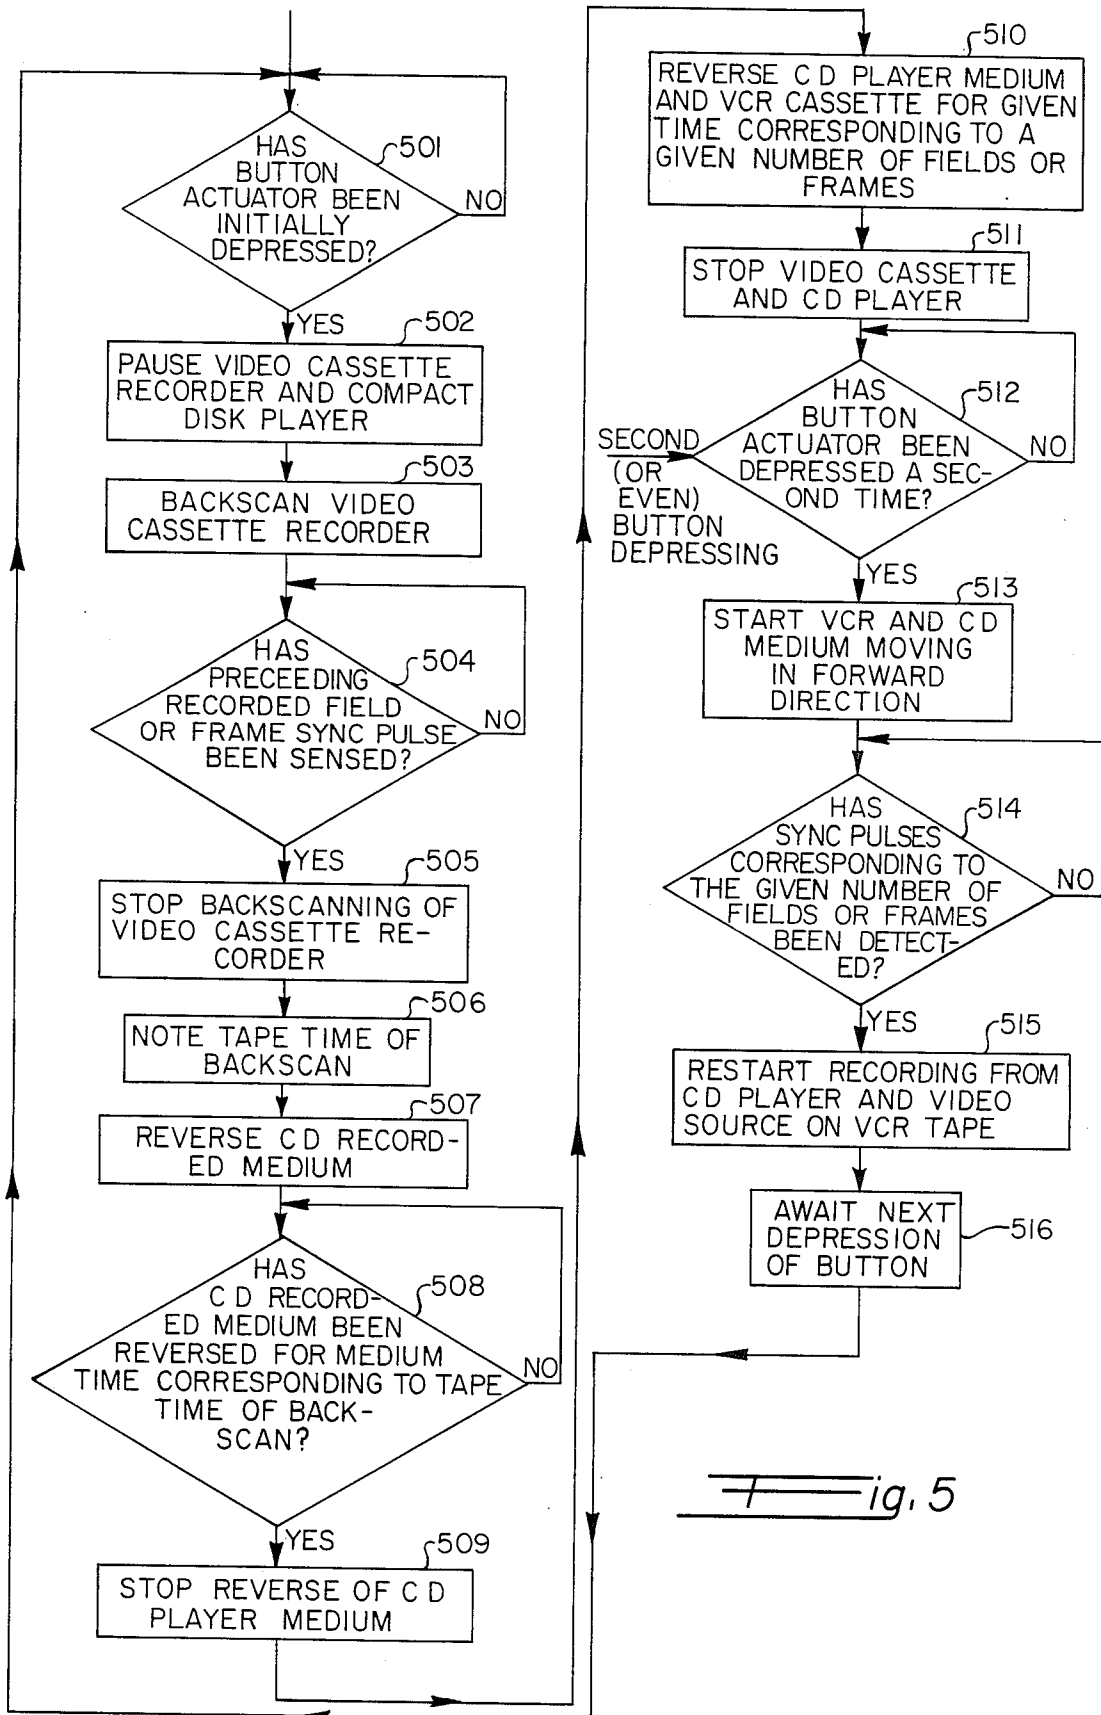 HAS
BUTTON
ACTUATOR BEEN
INITIALLY
DEPRESSED?
501
NO
YES
502
PAUSE VIDEO CASSETTE
RECORDER AND COMPACT
DISK PLAYER
503
BACKSCAN VIDEO
CASSETTE RECORDER
HAS
PRECEEDING
RECORDED FIELD
OR FRAME SYNC PULSE
BEEN SENSED?
504
NO
YES
505
STOP BACKSCANNING OF
VIDEO CASSETTE RE-
CORDER
506
NOTE TAPE TIME OF
BACKSCAN
507
REVERSE CD RECORD-
ED MEDIUM
HAS
CD RECORD-
ED MEDIUM BEEN
REVERSED FOR MEDIUM
TIME CORRESPONDING TO TAPE
TIME OF BACK-
SCAN?
508
NO
YES
509
STOP REVERSE OF CD
PLAYER MEDIUM
510
REVERSE CD PLAYER MEDIUM
AND VCR CASSETTE FOR GIVEN
TIME CORRESPONDING TO A
GIVEN NUMBER OF FIELDS OR
FRAMES
511
STOP VIDEO CASSETTE
AND CD PLAYER
HAS
BUTTON
ACTUATOR BEEN
DEPRESSED A SEC-
OND TIME?
512
NO
SECOND
(OR
EVEN)
BUTTON
DEPRESSING
YES
513
START VCR AND CD
MEDIUM MOVING
IN FORWARD
DIRECTION
HAS
SYNC PULSES
CORRESPONDING TO
THE GIVEN NUMBER OF
FIELDS OR FRAMES
BEEN DETECT-
ED?
514
NO
YES
515
RESTART RECORDING FROM
CD PLAYER AND VIDEO
SOURCE ON VCR TAPE
AWAIT NEXT
DEPRESSION
OF BUTTON
516
Fig. 5